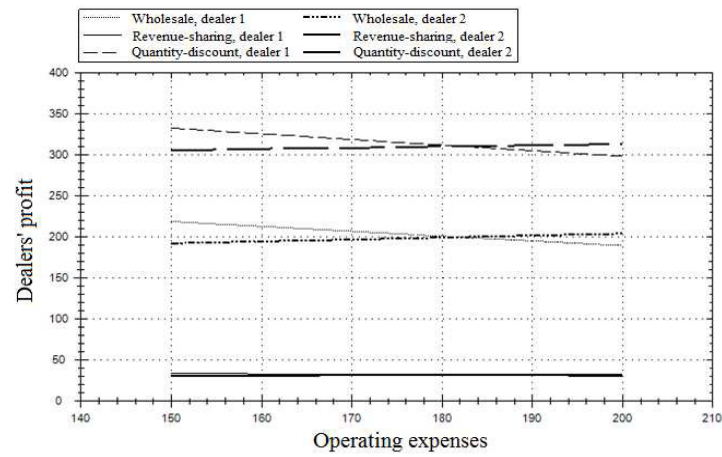 Wholesale, dealer 1 Wholesale, dealer 2
Revenue-sharing, dealer 1 Revenue-sharing, dealer 2
Quantity-discount, dealer 1 Quantity-discount, dealer 2
400
350
300
250
200
150
100
50
0
140 150 160 170 180 190 200 210
Dealers' profit
Operating expenses